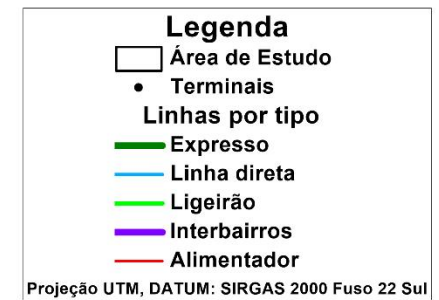 Legenda
Área de Estudo
Terminais
Linhas por tipo
Expresso
Linha direta
Ligeirão
Interbairros
Alimentador
Projeção UTM, DATUM: SIRGAS 2000 Fuso 22 Sul